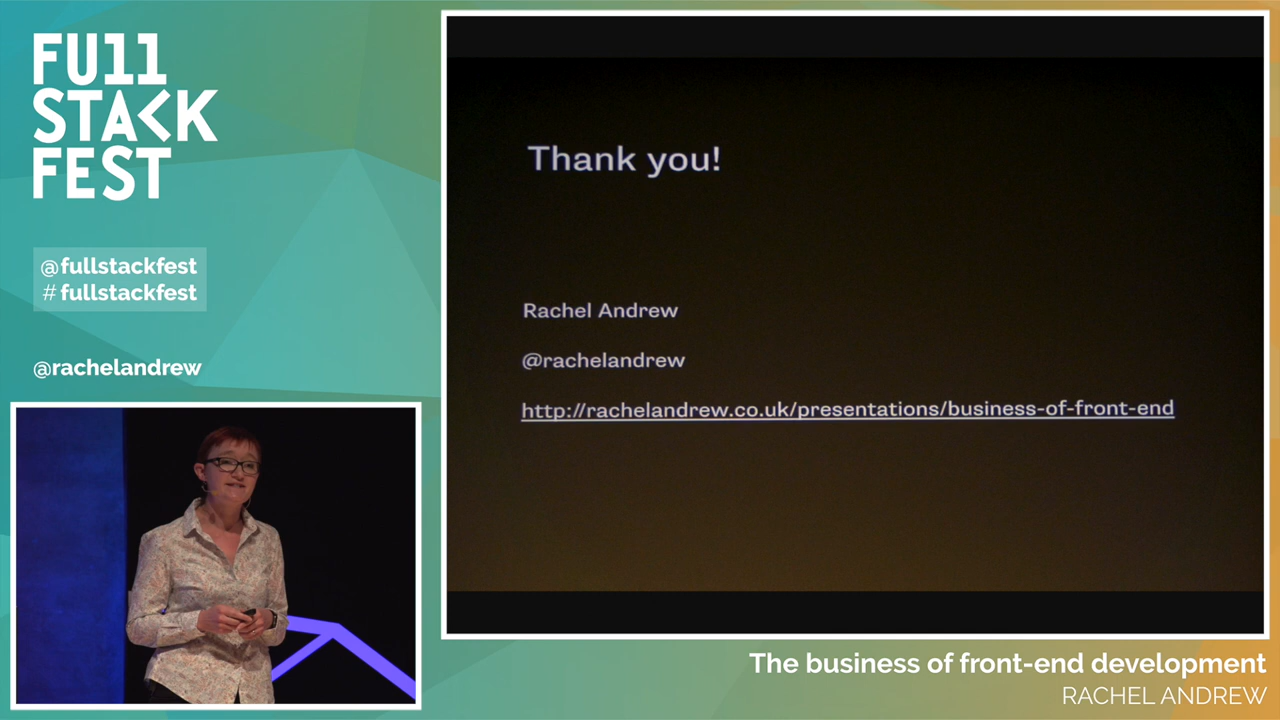 FULL
STACK
FEST
@fullstackfest
# fullstackfest
@rachelandrew
Thank you!
Rachel Andrew
@rachelandrew
http://rachelandrew.co.uk/presentations/business-of-front-end
The business of front-end development
RACHEL ANDREW